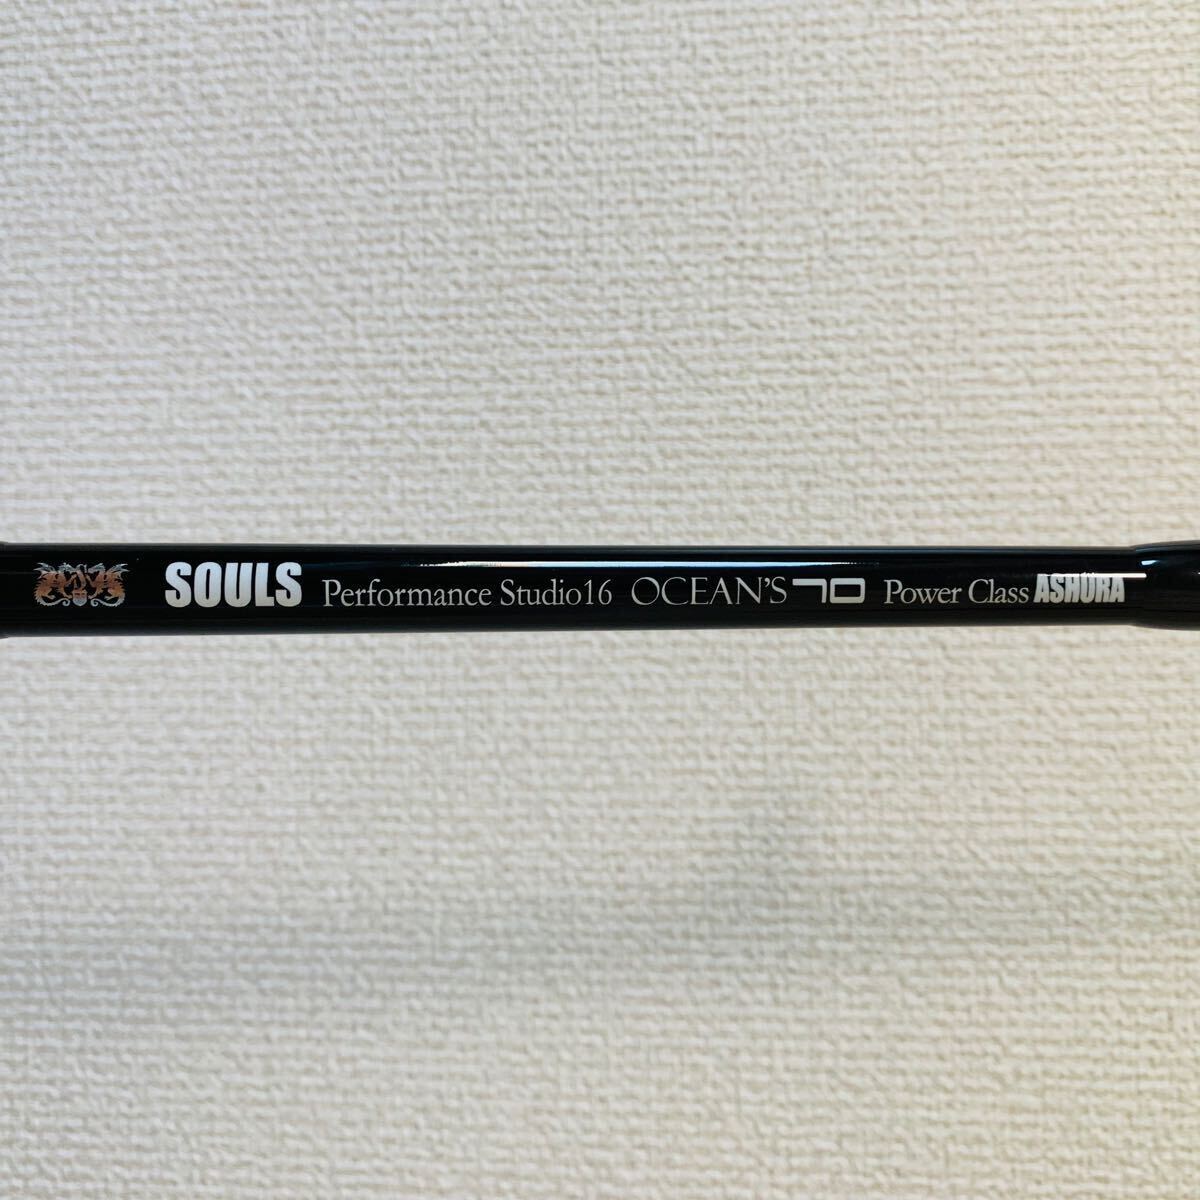 SOULS Performance Studio16 OCEAN'S 70 Power Class ASHURA